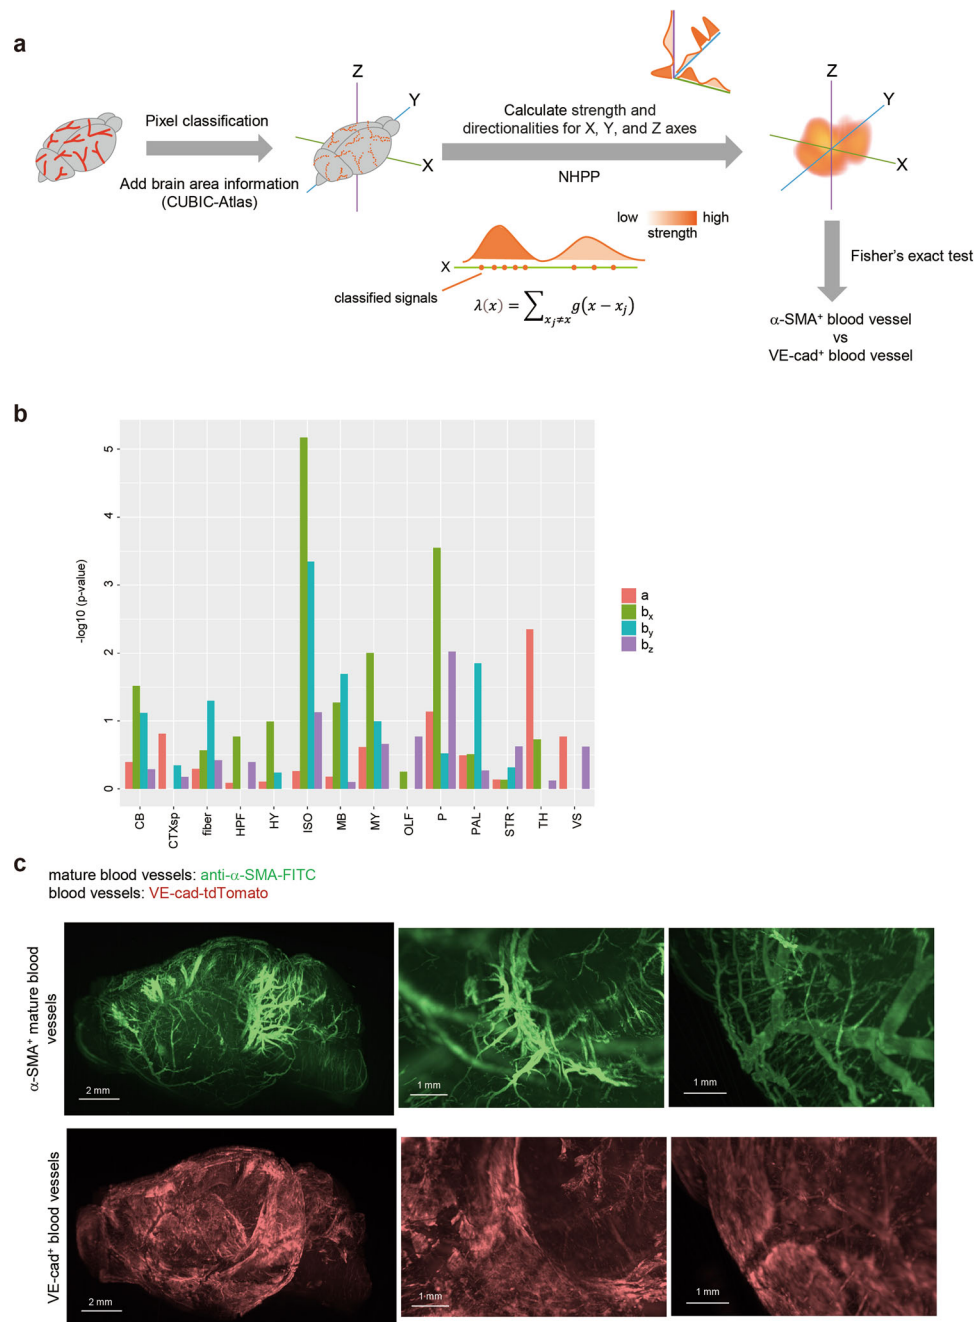 a
Pixel classification
Add brain area information
(CUBIC-Atlas)
Z
Y
X
Calculate strength and
directionalities for X, Y, and Z axes
NHPP
low high
strength
X
classified signals
λ(x) = ∑xj≠x g(x − xj)
Z
Y
X
Fisher's exact test
α-SMA+ blood vessel
vs
VE-cad+ blood vessel
b
-log10 (p-value)
5
4
3
2
1
0
CB
CTXsp
fiber
HPF
HY
ISO
MB
MY
OLF
P
PAL
STR
TH
VS
a
bx
by
bz
c
mature blood vessels: anti-α-SMA-FITC
blood vessels: VE-cad-tdTomato
α-SMA+ mature blood
vessels
2 mm
1 mm
1 mm
VE-cad+ blood vessels
2 mm
1 mm
1 mm